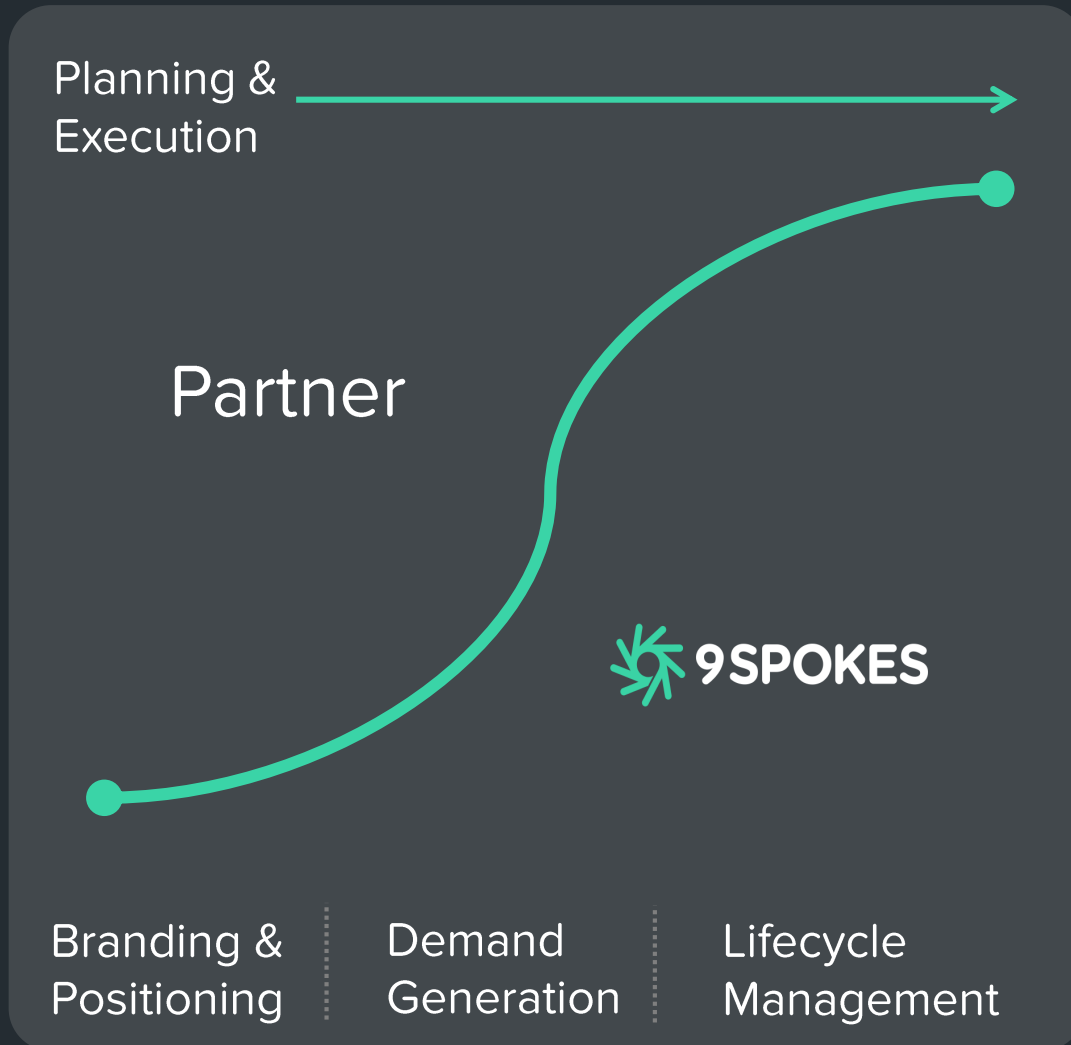 Planning &
Execution
Partner
9SPOKES
Branding &
Positioning
Demand
Generation
Lifecycle
Management